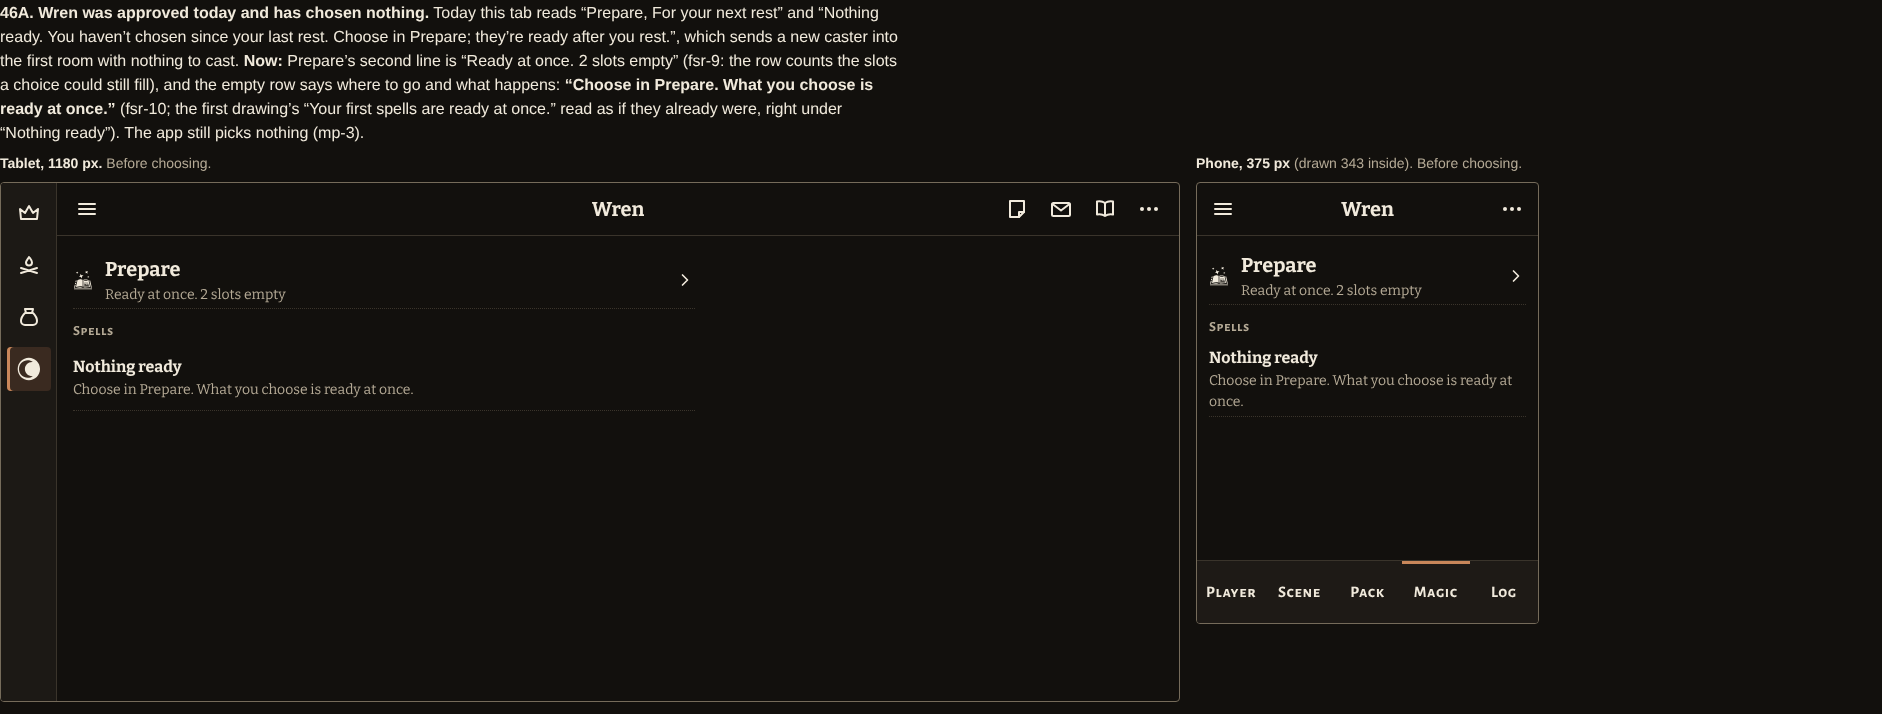 46A. Wren was approved today and has chosen nothing. Today this tab reads “Prepare, For your next rest” and “Nothing
ready. You haven’t chosen since your last rest. Choose in Prepare; they’re ready after you rest.”, which sends a new caster into
the first room with nothing to cast. Now: Prepare’s second line is “Ready at once. 2 slots empty” (fsr-9: the row counts the slots
a choice could still fill), and the empty row says where to go and what happens: “Choose in Prepare. What you choose is
ready at once.” (fsr-10; the first drawing’s “Your first spells are ready at once.” read as if they already were, right under
“Nothing ready”). The app still picks nothing (mp-3).
Tablet, 1180 px. Before choosing.
Wren
Prepare
Ready at once. 2 slots empty
Spells
Nothing ready
Choose in Prepare. What you choose is ready at once.
Phone, 375 px (drawn 343 inside). Before choosing.
Wren
Prepare
Ready at once. 2 slots empty
Spells
Nothing ready
Choose in Prepare. What you choose is ready at
once.
Player Scene Pack Magic Log